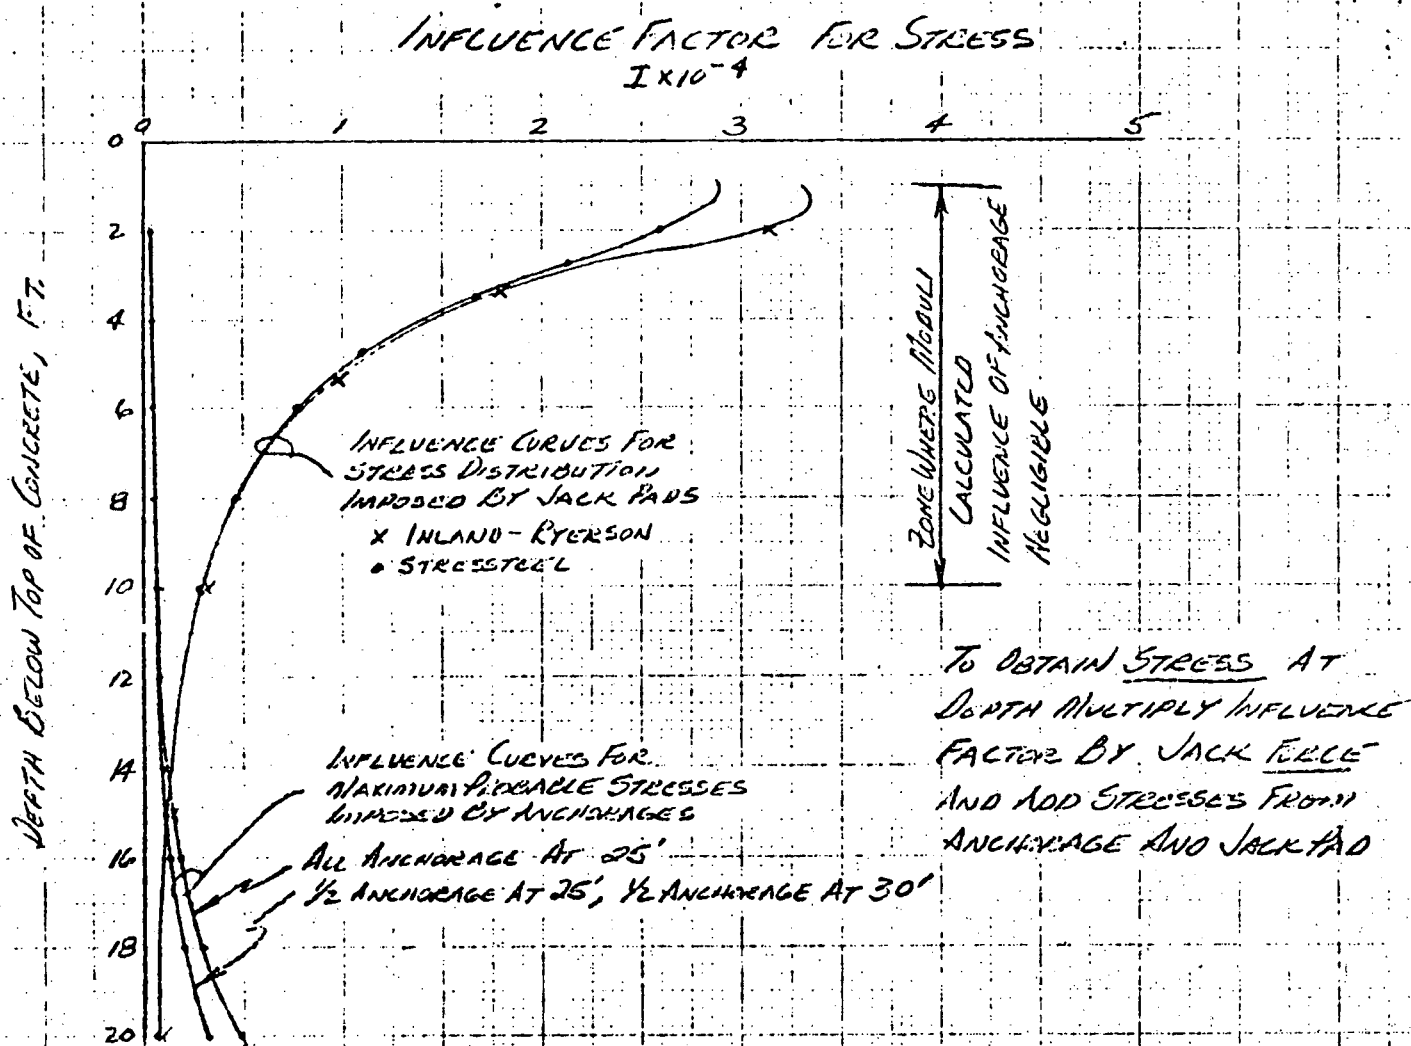 INFLUENCE FACTOR FOR STRESS
I x 10⁻⁴
0 1 2 3 4 5
0
2
4
6
8
10
12
14
16
18
20
DEPTH BELOW TOP OF CONCRETE, FT.
INFLUENCE CURVES FOR
STRESS DISTRIBUTION
IMPOSED BY JACK PADS
x INLAND-RYERSON
• STRESSTEEL
ZONE WHERE MODULI
CALCULATED
INFLUENCE OF ANCHORAGE
NEGLIGIBLE
TO OBTAIN STRESS AT
DEPTH MULTIPLY INFLUENCE
FACTOR BY JACK FORCE
AND ADD STRESSES FROM
ANCHORAGE AND JACK PAD
INFLUENCE CURVES FOR
MAXIMUM PROBABLE STRESSES
IMPOSED BY ANCHORAGES
ALL ANCHORAGE AT 25'
1/2 ANCHORAGE AT 25', 1/2 ANCHORAGE AT 30'